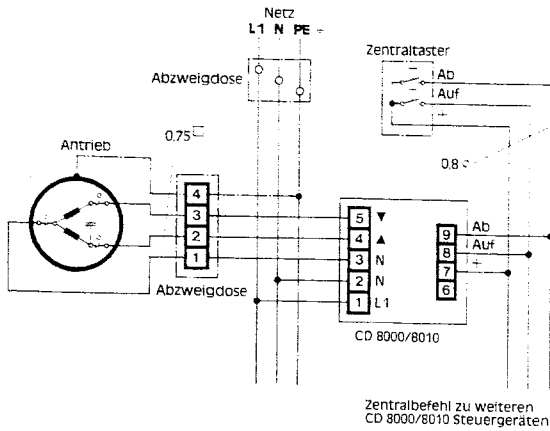 Netz
L1 N PE ⏚
Zentraltaster
Abzweigdose
Ab
Auf
+
0,75
Antrieb
0,8
4
3
2
1
Abzweigdose
5 ▼
4 ▲
3 N
2 N
1 L1
9 Ab
8 Auf
7 +
6
CD 8000/8010
Zentralbefehl zu weiteren
CD 8000/8010 Steuergeräten